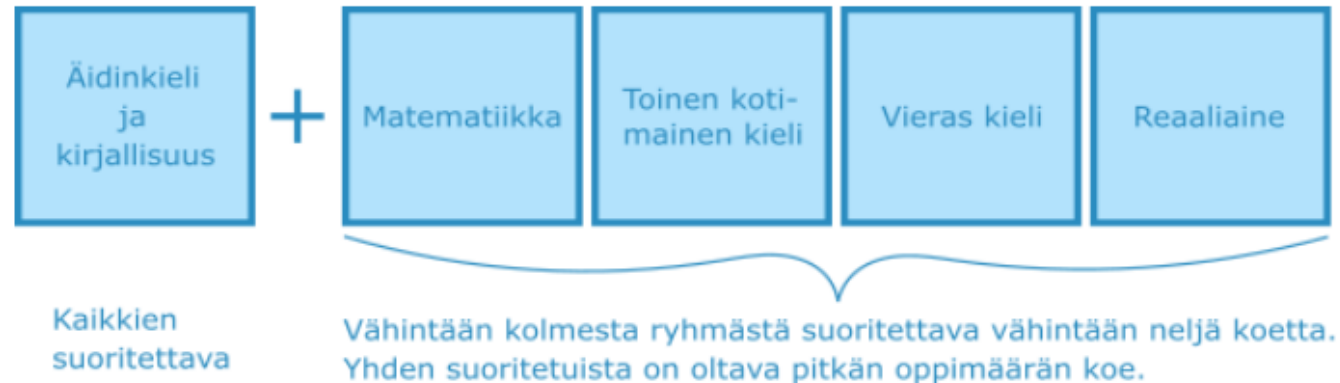 Äidinkieli
ja
kirjallisuus
+
Matematiikka
Toinen koti-
mainen kieli
Vieras kieli
Reaaliaine
Kaikkien
suoritettava
Vähintään kolmesta ryhmästä suoritettava vähintään neljä koetta.
Yhden suoritetuista on oltava pitkän oppimäärän koe.